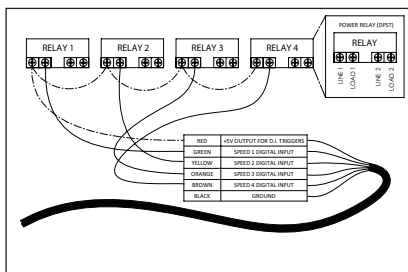 POWER RELAY (DPST)
RELAY 1
RELAY 2
RELAY 3
RELAY 4
RELAY
LINE 1
LOAD 1
LINE 2
LOAD 2
RED +5V OUTPUT FOR D.I. TRIGGERS
GREEN SPEED 1 DIGITAL INPUT
YELLOW SPEED 2 DIGITAL INPUT
ORANGE SPEED 3 DIGITAL INPUT
BROWN SPEED 4 DIGITAL INPUT
BLACK GROUND